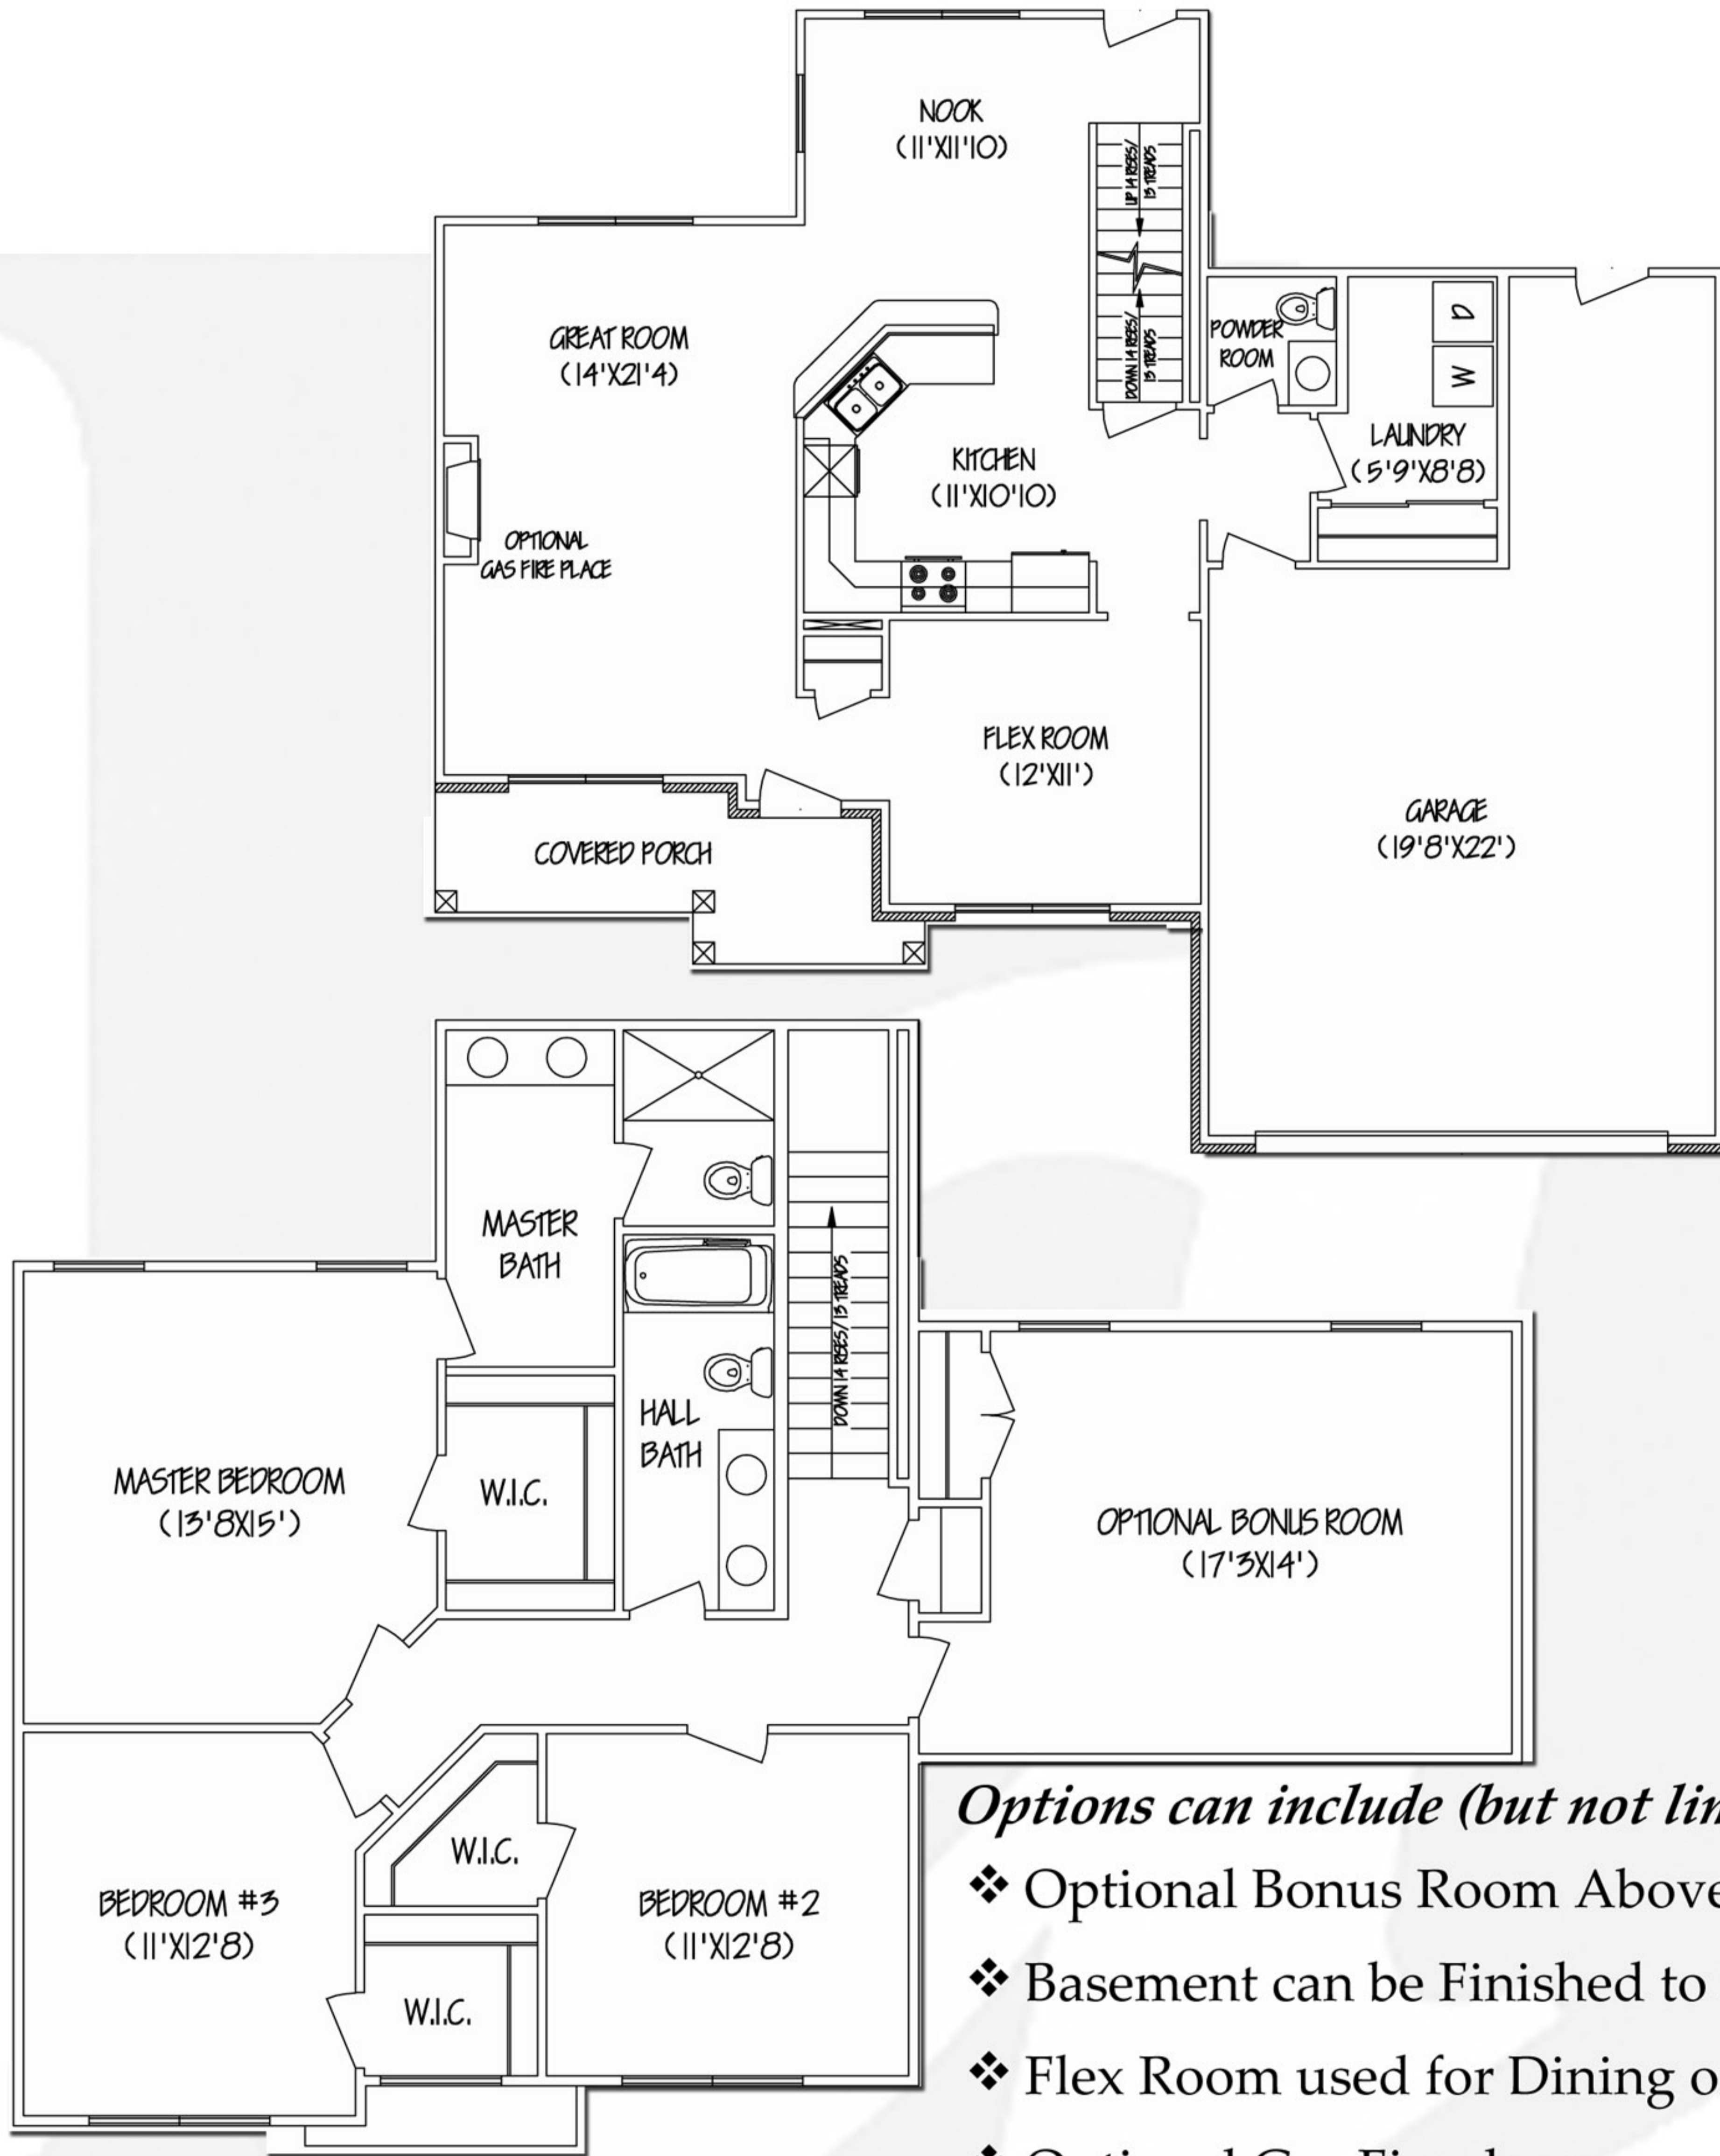 NOOK
(11'X11'10)
UP 14 RISES/
13 TREADS
GREAT ROOM
(14'X21'4)
DOWN 14 RISES/
13 TREADS
POWDER
ROOM
D
W
LAUNDRY
(5'9'X8'8)
KITCHEN
(11'X10'10)
OPTIONAL
GAS FIRE PLACE
FLEX ROOM
(12'X11')
GARAGE
(19'8'X22')
COVERED PORCH
MASTER
BATH
DOWN 14 RISES/ 13 TREADS
HALL
BATH
MASTER BEDROOM
(13'8X15')
W.I.C.
OPTIONAL BONUS ROOM
(17'3X14')
W.I.C.
BEDROOM #3
(11'X12'8)
BEDROOM #2
(11'X12'8)
W.I.C.
Options can include (but not
❖ Optional Bonus Room Above
❖ Basement can be Finished to
❖ Flex Room used for Dining